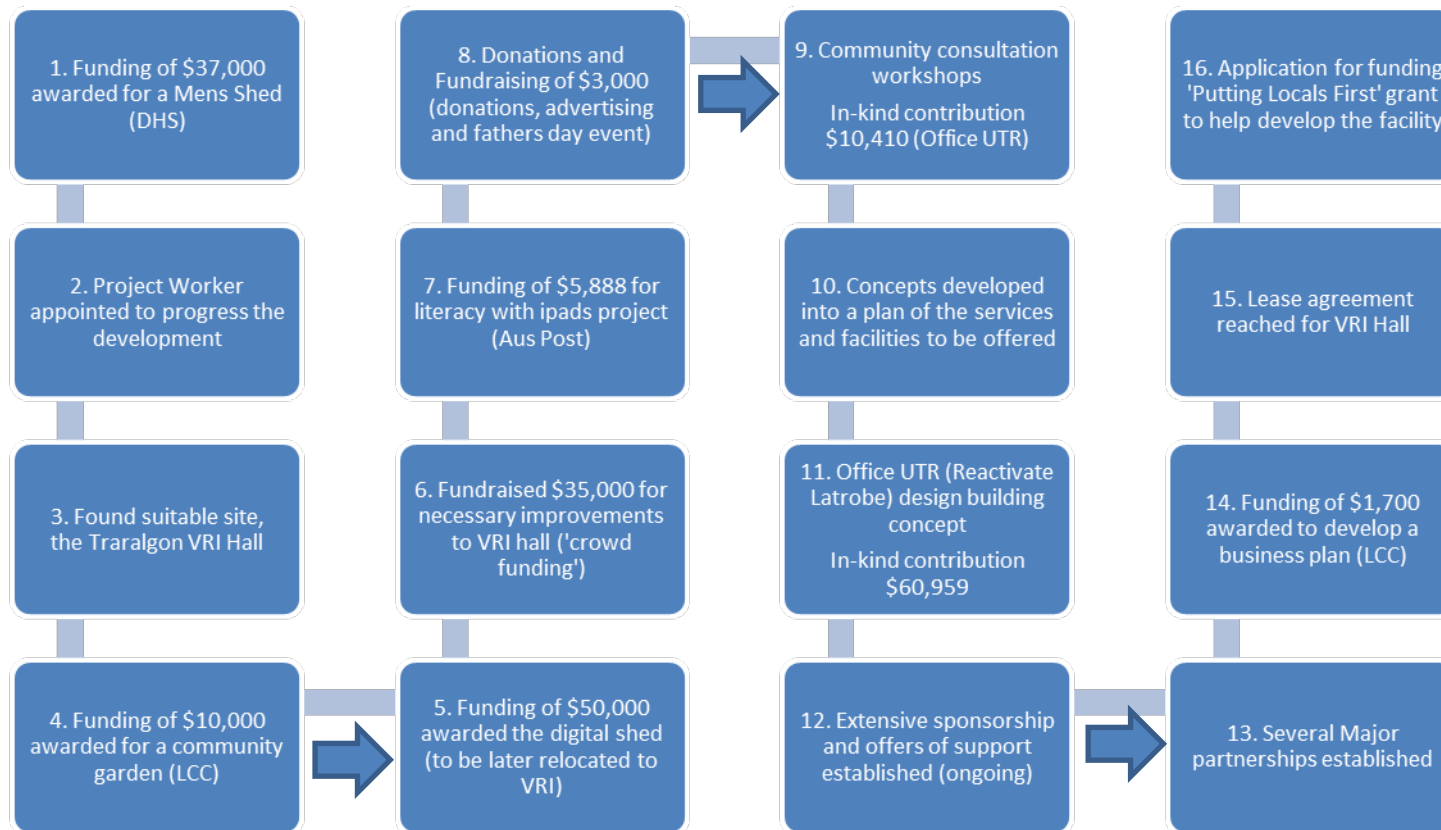 1. Funding of $37,000
awarded for a Mens Shed
(DHS)
2. Project Worker
appointed to progress the
development
3. Found suitable site,
the Traralgon VRI Hall
4. Funding of $10,000
awarded for a community
garden (LCC)
5. Funding of $50,000
awarded the digital shed
(to be later relocated to
VRI)
6. Fundraised $35,000 for
necessary improvements
to VRI hall ('crowd
funding')
7. Funding of $5,888 for
literacy with ipads project
(Aus Post)
8. Donations and
Fundraising of $3,000
(donations, advertising
and fathers day event)
9. Community consultation
workshops
In-kind contribution
$10,410 (Office UTR)
10. Concepts developed
into a plan of the services
and facilities to be offered
11. Office UTR (Reactivate
Latrobe) design building
concept
In-kind contribution
$60,959
12. Extensive sponsorship
and offers of support
established (ongoing)
13. Several Major
partnerships established
14. Funding of $1,700
awarded to develop a
business plan (LCC)
15. Lease agreement
reached for VRI Hall
16. Application for funding
'Putting Locals First' grant
to help develop the facility